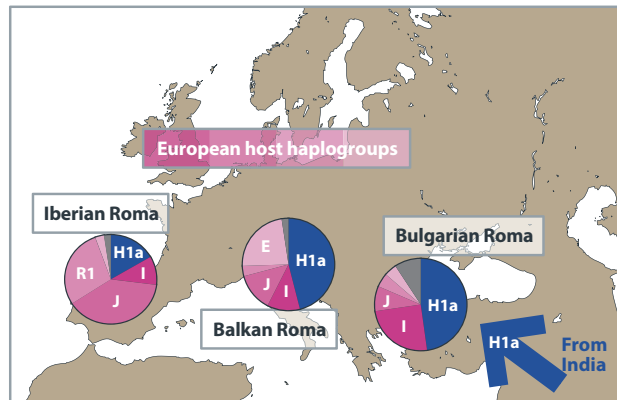 European host haplogroups
Iberian Roma
H1a
I
J
R1
E
H1a
J
I
Balkan Roma
Bulgarian Roma
H1a
J
I
H1a
From
India